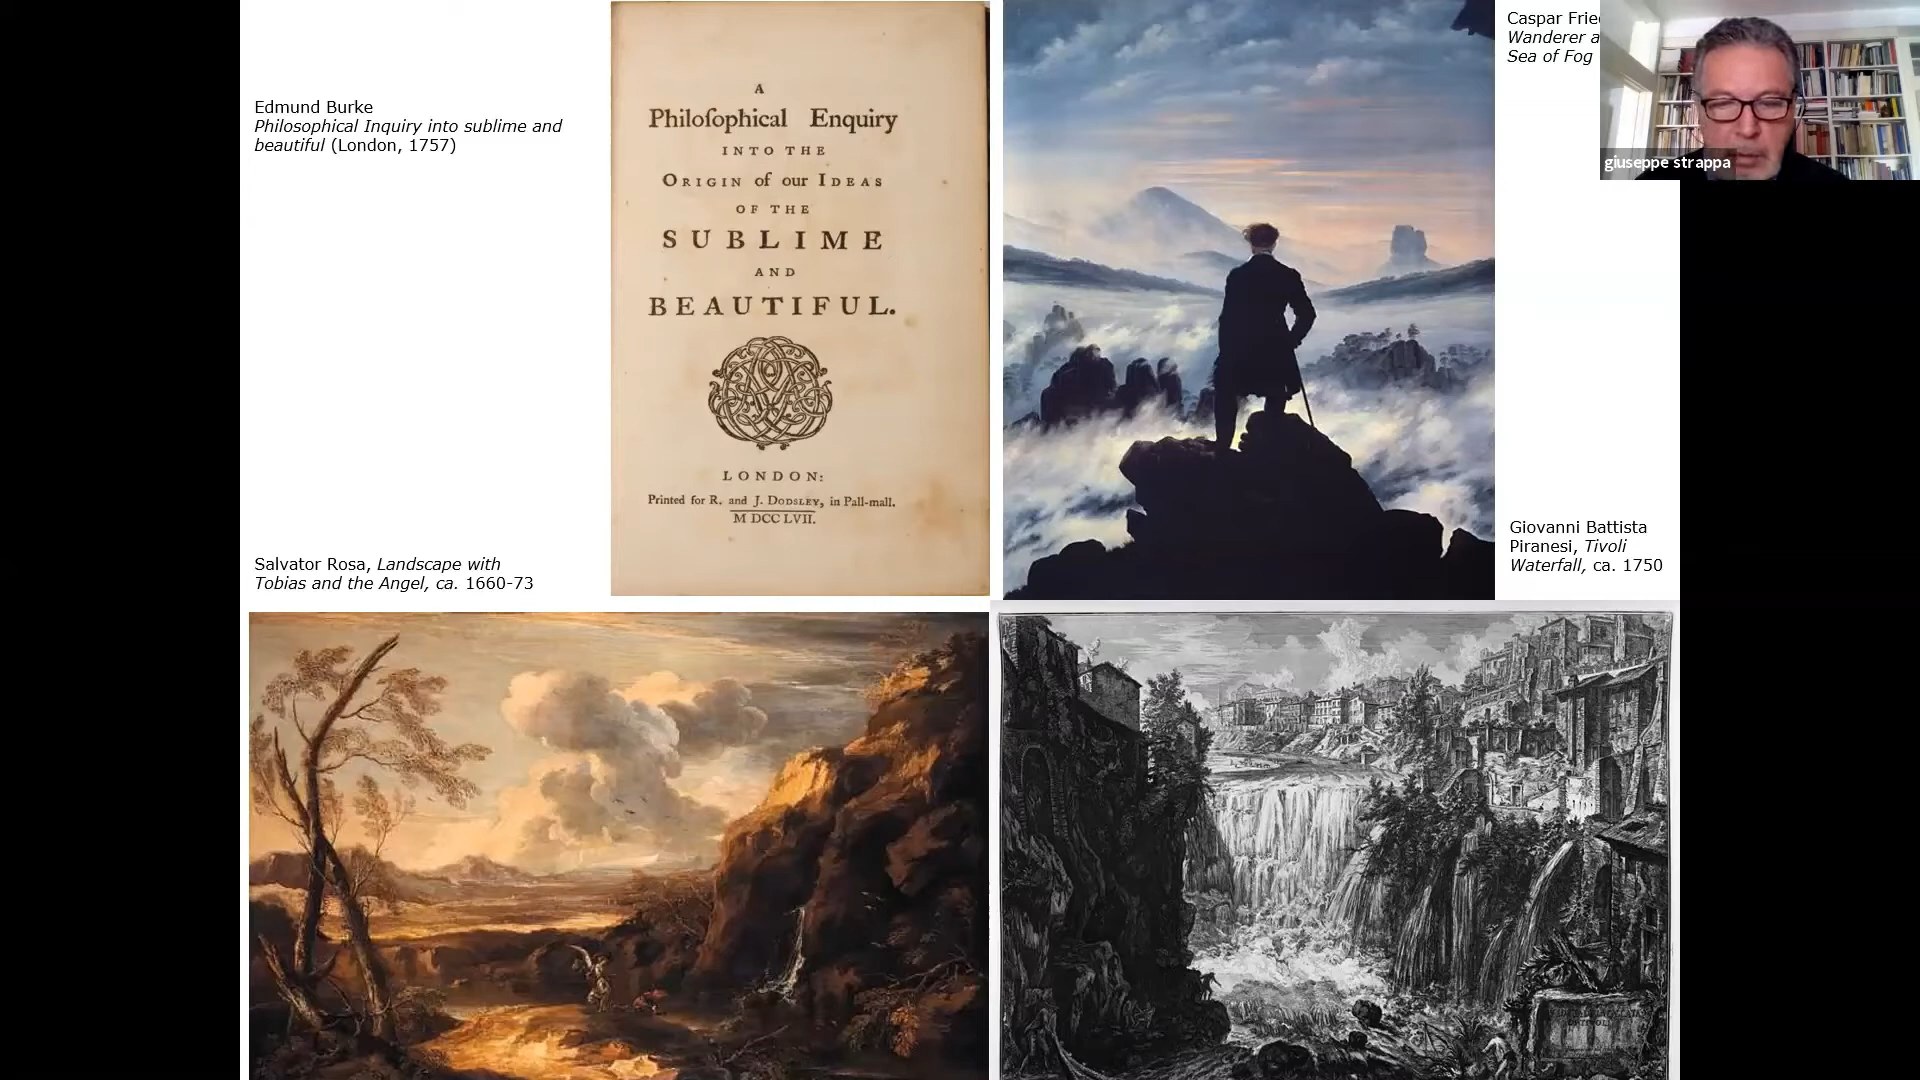 Edmund Burke
Philosophical Inquiry into sublime and
beautiful (London, 1757)
A
Philoſophical Enquiry
INTO THE
ORIGIN of our IDEAS
OF THE
SUBLIME
AND
BEAUTIFUL.
LONDON:
Printed for R. and J. DODSLEY, in Pall-mall.
M DCC LVII.
Caspar
Wanderer
Sea of Fog
giuseppe strappa
Salvator Rosa, Landscape with
Tobias and the Angel, ca. 1660-73
Giovanni Battista
Piranesi, Tivoli
Waterfall, ca. 1750